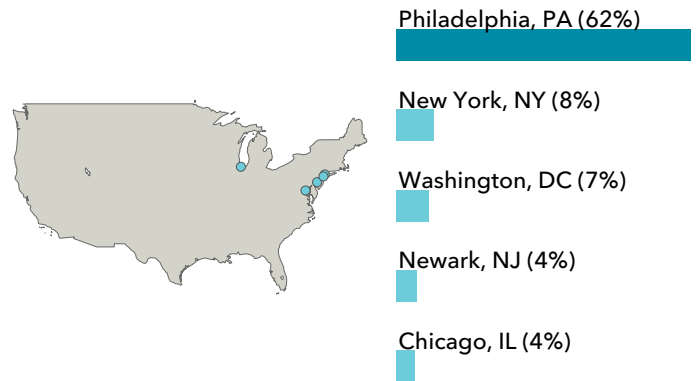 Philadelphia, PA (62%)
New York, NY (8%)
Washington, DC (7%)
Newark, NJ (4%)
Chicago, IL (4%)